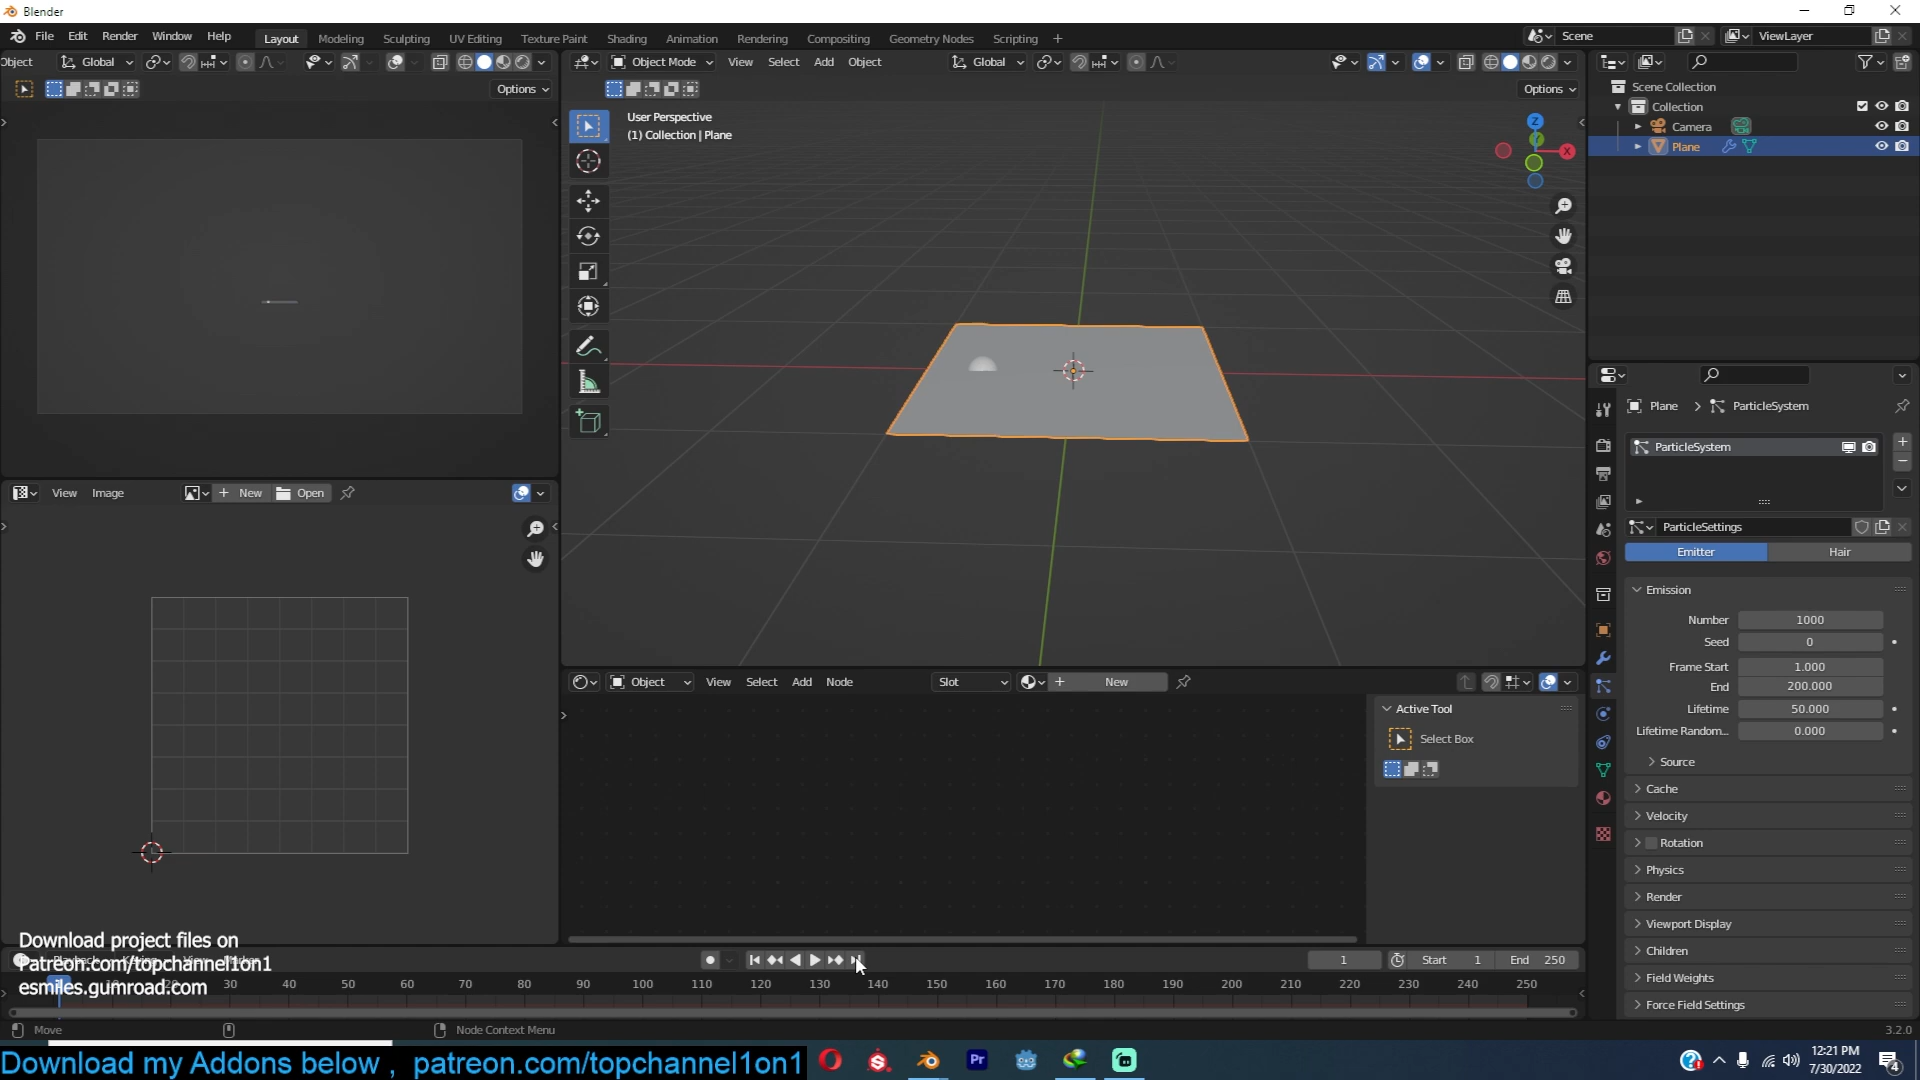 Blender
File Edit Render Window Help
Layout Modeling Sculpting UV Editing Texture Paint Shading Animation Rendering Compositing Geometry Nodes Scripting +
Scene
ViewLayer
Object Global
Options
Object Mode View Select Add Object Global
Options
User Perspective
(1) Collection | Plane
Z
Y
X
Scene Collection
Collection
Camera
Plane
Plane > ParticleSystem
ParticleSystem
ParticleSettings
Emitter Hair
Emission
Number 1000
Seed 0
Frame Start 1.000
End 200.000
Lifetime 50.000
Lifetime Random... 0.000
Source
Cache
Velocity
Rotation
Physics
Render
Viewport Display
Children
Field Weights
Force Field Settings
View Image New Open
Object View Select Add Node Slot New
Active Tool
Select Box
Download project files on
Patreon.com/topchannel1on1
esmiles.gumroad.com
1 Start 1 End 250
30 40 50 60 70 80 90 100 110 120 130 140 150 160 170 180 190 200 210 220 230 240 250
Move Node Context Menu 3.2.0
Download my Addons below , patreon.com/topchannel1on1
Pr
12:21 PM
7/30/2022
4